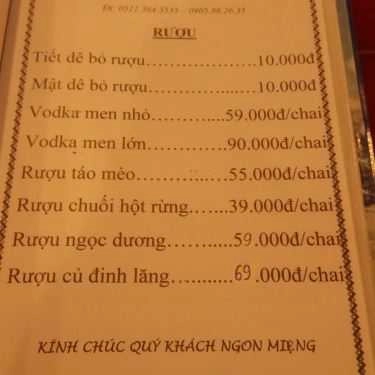 RƯỢU
Tiết dê bỏ rượu..................10.000đ
Mật dê bỏ rượu..................10.000đ
Vodka men nhỏ..........59.000đ/chai
Vodka men lớn..........90.000đ/chai
Rượu táo mèo............55.000đ/chai
Rượu chuối hột rừng...39.000đ/chai
Rượu ngọc dương.......59.000đ/chai
Rượu củ đinh lăng.........69.000đ/chai
KÍNH CHÚC QUÝ KHÁCH NGON MIỆNG